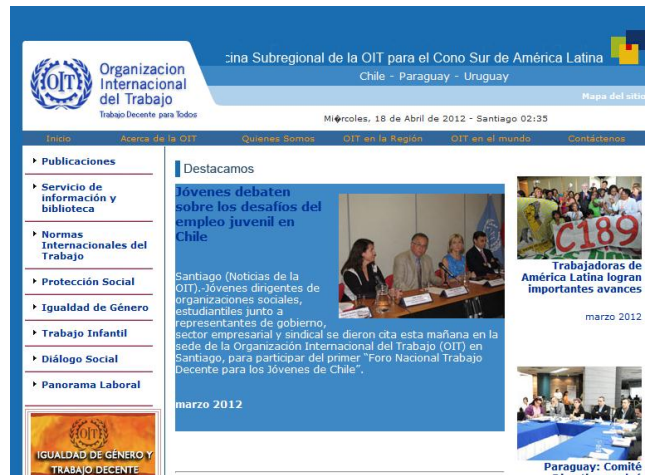 cina Subregional de la OIT para el Cono Sur de América Latina
Chile - Paraguay - Uruguay
Mapa del sitio
OIT
Organizacion
Internacional
del Trabajo
Trabajo Decente para Todos
Mi�rcoles, 18 de Abril de 2012 - Santiago 02:35
Inicio Acerca de la OIT Quienes Somos OIT en la Región OIT en el mundo Contáctenos
Publicaciones
Servicio de
información y
biblioteca
Normas
Internacionales del
Trabajo
Protección Social
Igualdad de Género
Trabajo Infantil
Diálogo Social
Panorama Laboral
IGUALDAD DE GÉNERO Y
TRABAJO DECENTE
Destacamos
Jóvenes debaten
sobre los desafíos del
empleo juvenil en
Chile
Santiago (Noticias de la
OIT).-Jóvenes dirigentes de
organizaciones sociales,
estudiantiles junto a
representantes de gobierno,
sector empresarial y sindical se dieron cita esta mañana en la
sede de la Organización Internacional del Trabajo (OIT) en
Santiago, para participar del primer "Foro Nacional Trabajo
Decente para los Jóvenes de
Chile".
marzo 2012
C189
Trabajadoras de
América Latina logran
importantes avances
marzo 2012
Paraguay: Comité